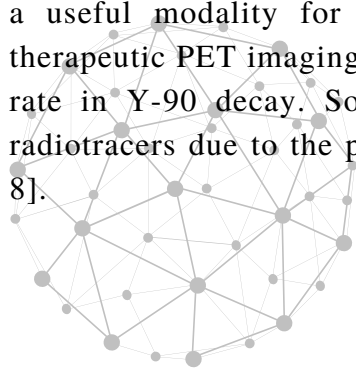 a useful modality for
therapeutic PET imaging
rate in Y-90 decay. So
radiotracers due to the p
8].